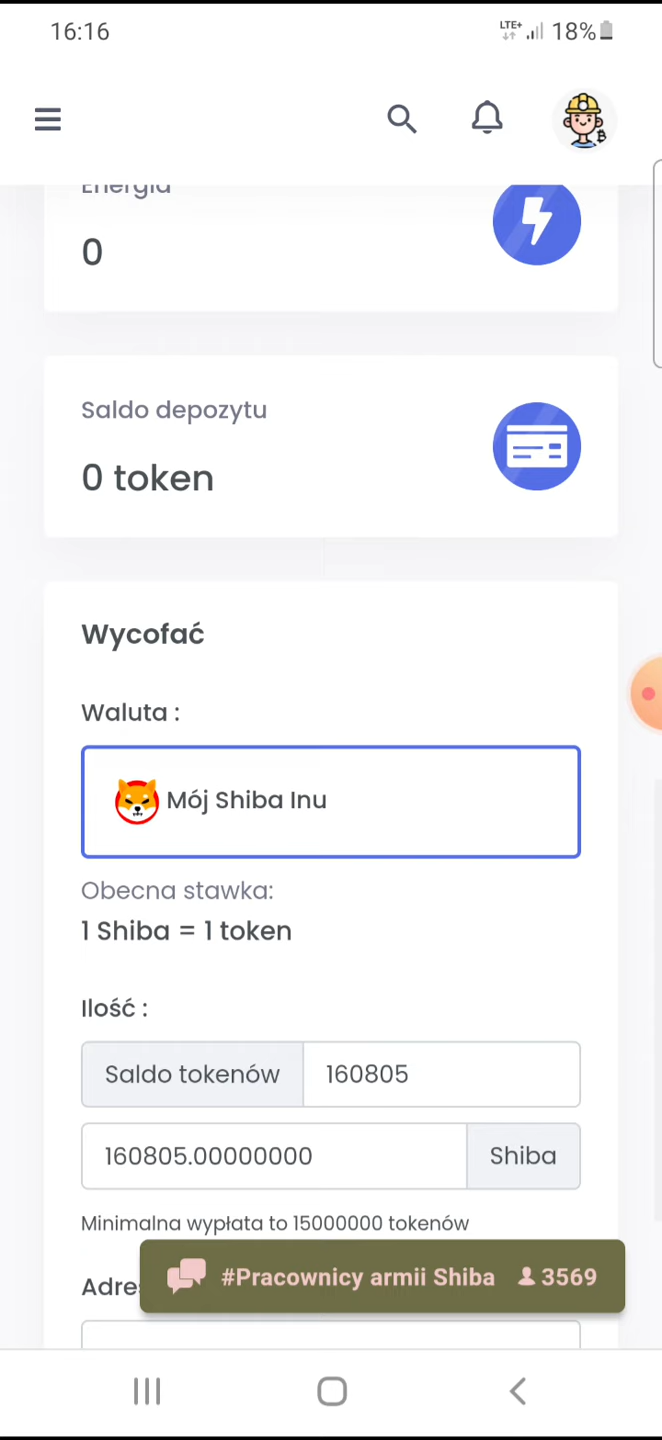 16:16
LTE+ 18%
Energia
0
Saldo depozytu
0 token
Wycofać
Waluta :
Mój Shiba Inu
Obecna stawka:
1 Shiba = 1 token
Ilość :
Saldo tokenów 160805
160805.00000000 Shiba
Minimalna wypłata to 15000000 tokenów
#Pracownicy armii Shiba 3569